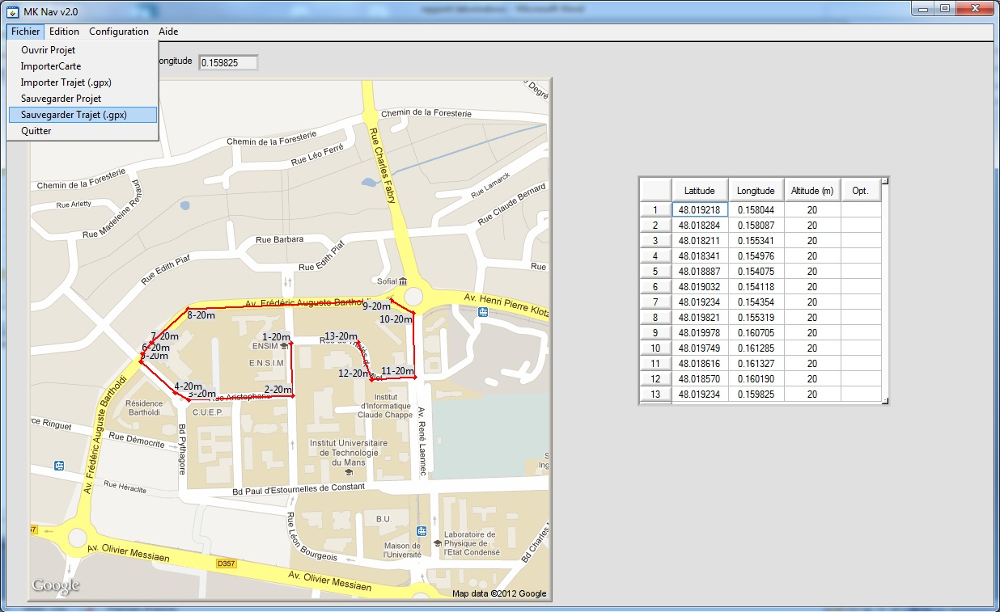 MK Nav v2.0
Fichier Edition Configuration Aide
Ouvrir Projet
ImporterCarte
Importer Trajet (.gpx)
Sauvegarder Projet
Sauvegarder Trajet (.gpx)
Quitter
ongitude 0.159825
Degré
Chemin de la Foresterie
Chemin de la Foresterie
Rue Léo Ferré
Rue Charles Fabry
Chemin de la Foresterie
Rue Arletty
Rue Madeleine Renaud
Rue Lamarck
Rue Claude Bernard
Rue Barbara
Rue Edith Piaf
Rue Edith Piaf
Rue
Sofial
Av. Frédéric Auguste Bartholdi
Av. Henri Pierre Klotz
9-20m
8-20m
10-20m
7-20m
1-20m
13-20m
6-20m
ENSIM
5-20m
E.N.S.I.M.
12-20m
11-20m
4-20m
3-20m
2-20m
Rue Aristophane
Résidence
Bartholdi
C.U.E.P.
Institut
d'Informatique
Claude Chappe
Av. Frédéric Auguste Bartholdi
Bd Pythagore
Av. René Laennec
ce Ringuet
Rue Démocrite
Institut Universitaire
de Technologie
du Mans
Rue Héraclite
Bd Paul d'Estournelles de Constant
Rue Léon Bourgeois
B.U.
Maison de
l'Université
Laboratoire de
Physique de
l'Etat Condensé
Bd Charles
Av. Olivier Messiaen
D357
Av. Olivier Messiaen
Google
Map data ©2012 Google
Latitude Longitude Altitude (m) Opt.
1 48.019218 0.158044 20
2 48.018284 0.158087 20
3 48.018211 0.155341 20
4 48.018341 0.154976 20
5 48.018887 0.154075 20
6 48.019032 0.154118 20
7 48.019234 0.154354 20
8 48.019821 0.155319 20
9 48.019978 0.160705 20
10 48.019749 0.161285 20
11 48.018616 0.161327 20
12 48.018570 0.160190 20
13 48.019234 0.159825 20